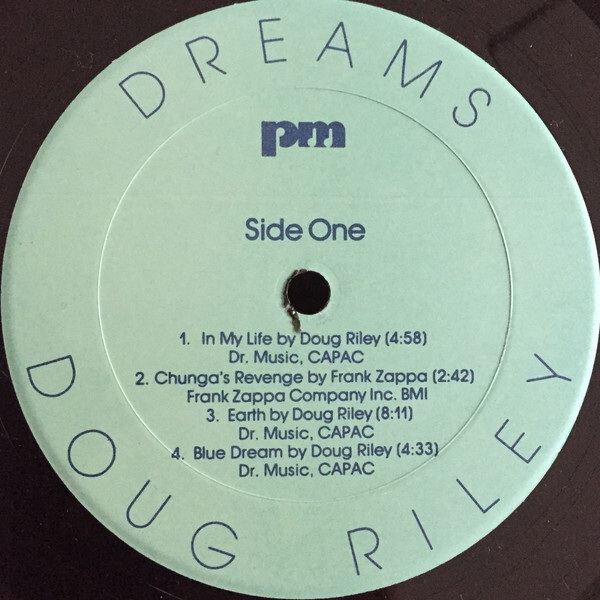 DREAMS
pm
Side One
1. In My Life by Doug Riley (4:58)
Dr. Music, CAPAC
2. Chunga's Revenge by Frank Zappa (2:42)
Frank Zappa Company Inc. BMI
3. Earth by Doug Riley (8:11)
Dr. Music, CAPAC
4. Blue Dream by Doug Riley (4:33)
Dr. Music, CAPAC
DOUG RILEY